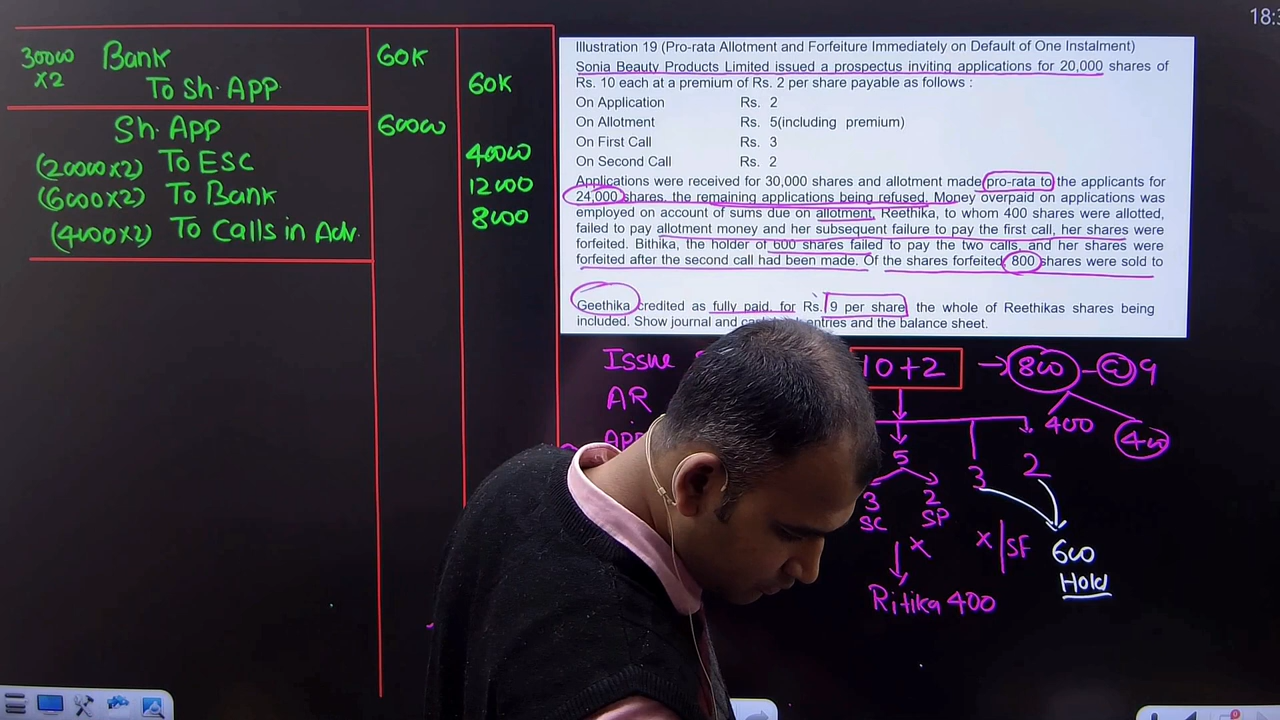 18:3
30000 Bank 60K
x2 To Sh. APP. 60K
Sh. APP 60000
(20000x2) To ESC 40000
(6000x2) To Bank 12000
(4000x2) To Calls in Adv. 8000
Illustration 19 (Pro-rata Allotment and Forfeiture Immediately on Default of One Instalment)
Sonia Beauty Products Limited issued a prospectus inviting applications for 20,000 shares of
Rs. 10 each at a premium of Rs. 2 per share payable as follows :
On Application Rs. 2
On Allotment Rs. 5(including premium)
On First Call Rs. 3
On Second Call Rs. 2
Applications were received for 30,000 shares and allotment made pro-rata to the applicants for
24,000 shares, the remaining applications being refused. Money overpaid on applications was
employed on account of sums due on allotment, Reethika, to whom 400 shares were allotted,
failed to pay allotment money and her subsequent failure to pay the first call, her shares were
forfeited. Bithika, the holder of 600 shares failed to pay the two calls, and her shares were
forfeited after the second call had been made. Of the shares forfeited 800 shares were sold to
Geethika credited as fully paid, for Rs. 9 per share, the whole of Reethikas shares being
included. Show journal and entries and the balance sheet.
Issue 10+2 → 800 - @ 9
AR 400 400
APP
5 3 2
3 2
SC SP
x x | SF 600
Hold
Ritika 400